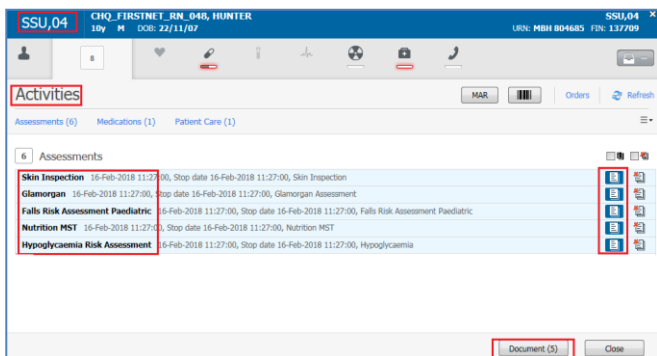 SSU,04 CHQ_FIRSTNET_RN_048, HUNTER SSU,04 ×
10y M DOB: 22/11/07 URN: MBH 804685 FIN: 137709
8
Activities MAR Orders Refresh
Assessments (6) Medications (1) Patient Care (1)
6 Assessments
Skin Inspection 16-Feb-2018 11:27:00, Stop date 16-Feb-2018 11:27:00, Skin Inspection
Glamorgan 16-Feb-2018 11:27:00, Stop date 16-Feb-2018 11:27:00, Glamorgan Assessment
Falls Risk Assessment Paediatric 16-Feb-2018 11:27:00, Stop date 16-Feb-2018 11:27:00, Falls Risk Assessment Paediatric
Nutrition MST 16-Feb-2018 11:27:00, Stop date 16-Feb-2018 11:27:00, Nutrition MST
Hypoglycaemia Risk Assessment 16-Feb-2018 11:27:00, Stop date 16-Feb-2018 11:27:00, Hypoglycaemia
Document (5) Close